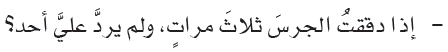 - إذا دققتُ الجرسَ ثلاثَ مراتٍ، ولم يردَّ عليَّ أحد؟